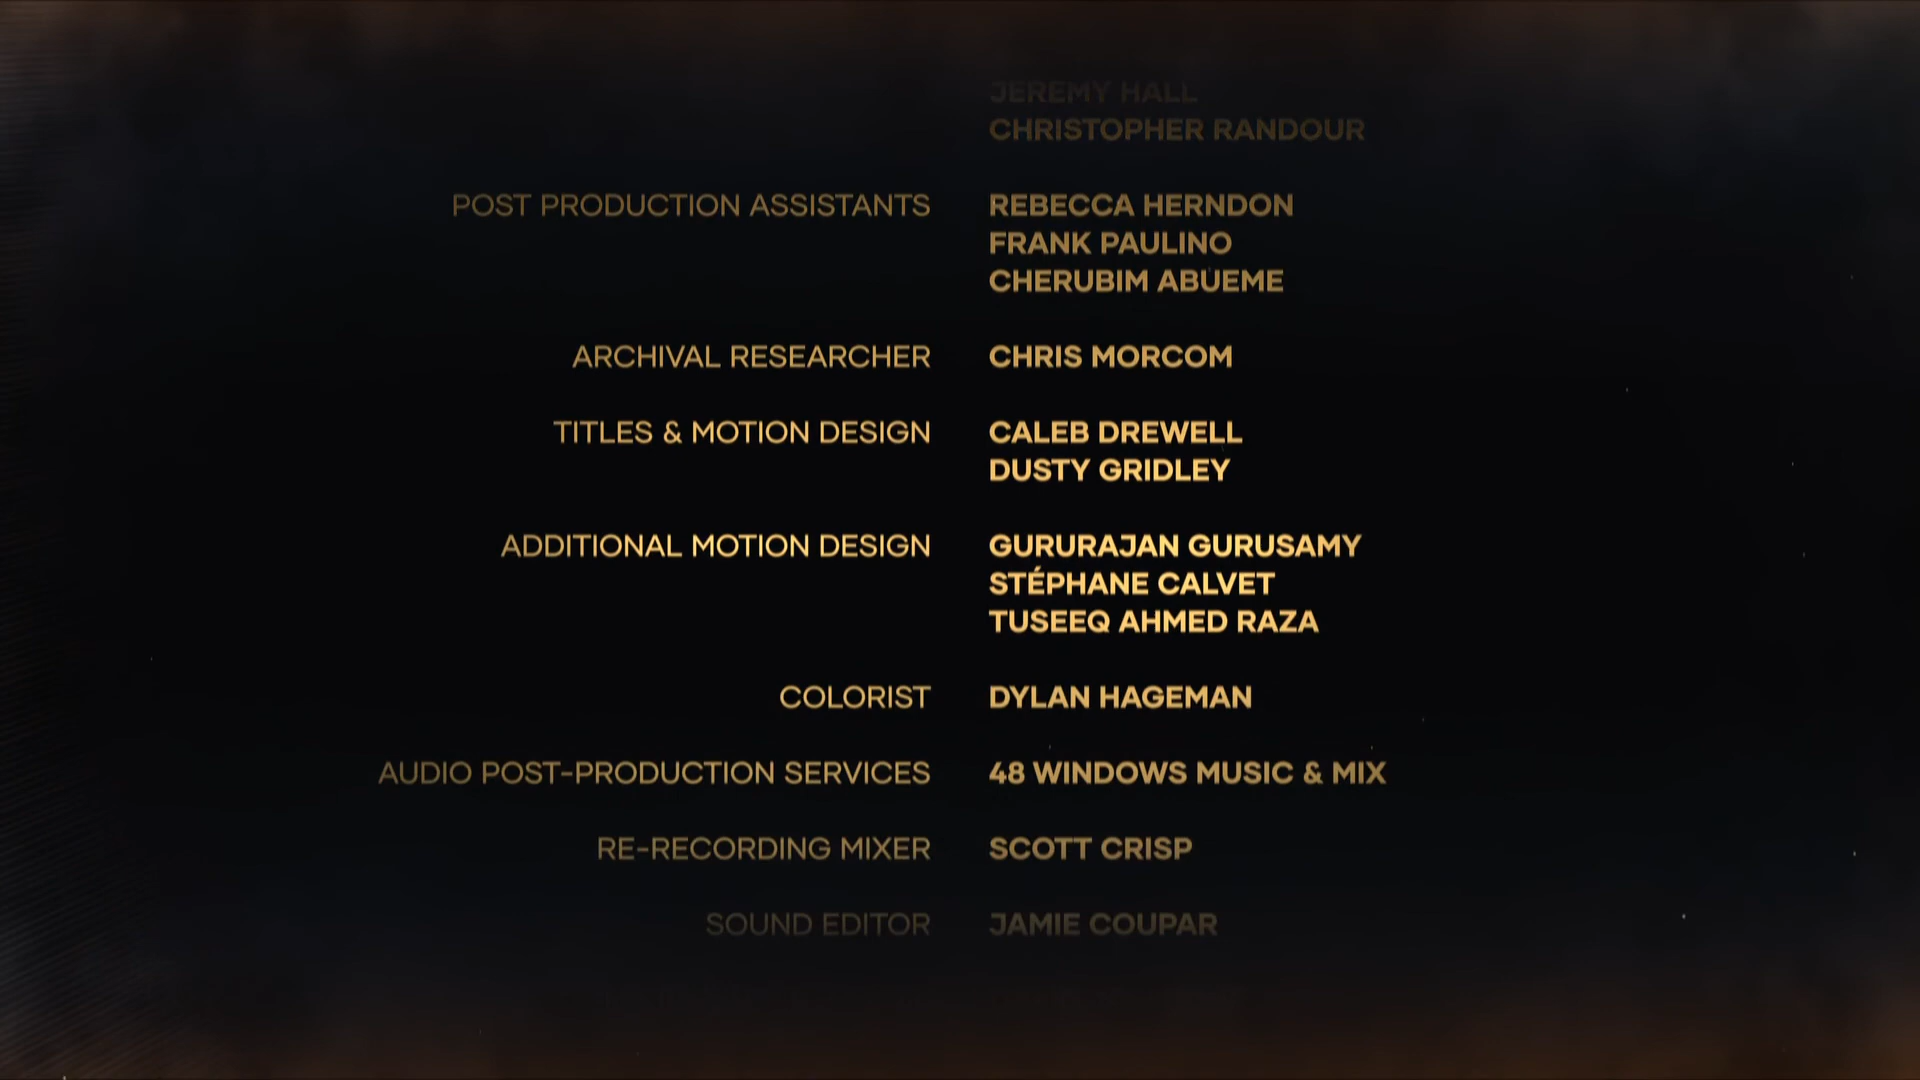 JEREMY HALL
CHRISTOPHER RANDOUR
POST PRODUCTION ASSISTANTS REBECCA HERNDON
FRANK PAULINO
CHERUBIM ABUEME
ARCHIVAL RESEARCHER CHRIS MORCOM
TITLES & MOTION DESIGN CALEB DREWELL
DUSTY GRIDLEY
ADDITIONAL MOTION DESIGN GURURAJAN GURUSAMY
STÉPHANE CALVET
TUSEEQ AHMED RAZA
COLORIST DYLAN HAGEMAN
AUDIO POST-PRODUCTION SERVICES 48 WINDOWS MUSIC & MIX
RE-RECORDING MIXER SCOTT CRISP
SOUND EDITOR JAMIE COUPAR